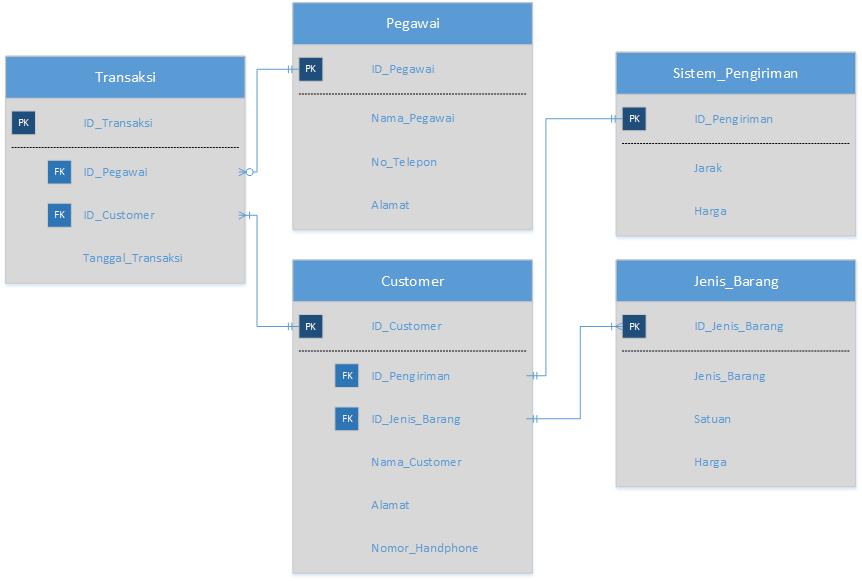 Transaksi
PK ID_Transaksi
FK ID_Pegawai
FK ID_Customer
Tanggal_Transaksi
Pegawai
PK ID_Pegawai
Nama_Pegawai
No_Telepon
Alamat
Customer
PK ID_Customer
FK ID_Pengiriman
FK ID_Jenis_Barang
Nama_Customer
Alamat
Nomor_Handphone
Sistem_Pengiriman
PK ID_Pengiriman
Jarak
Harga
Jenis_Barang
PK ID_Jenis_Barang
Jenis_Barang
Satuan
Harga